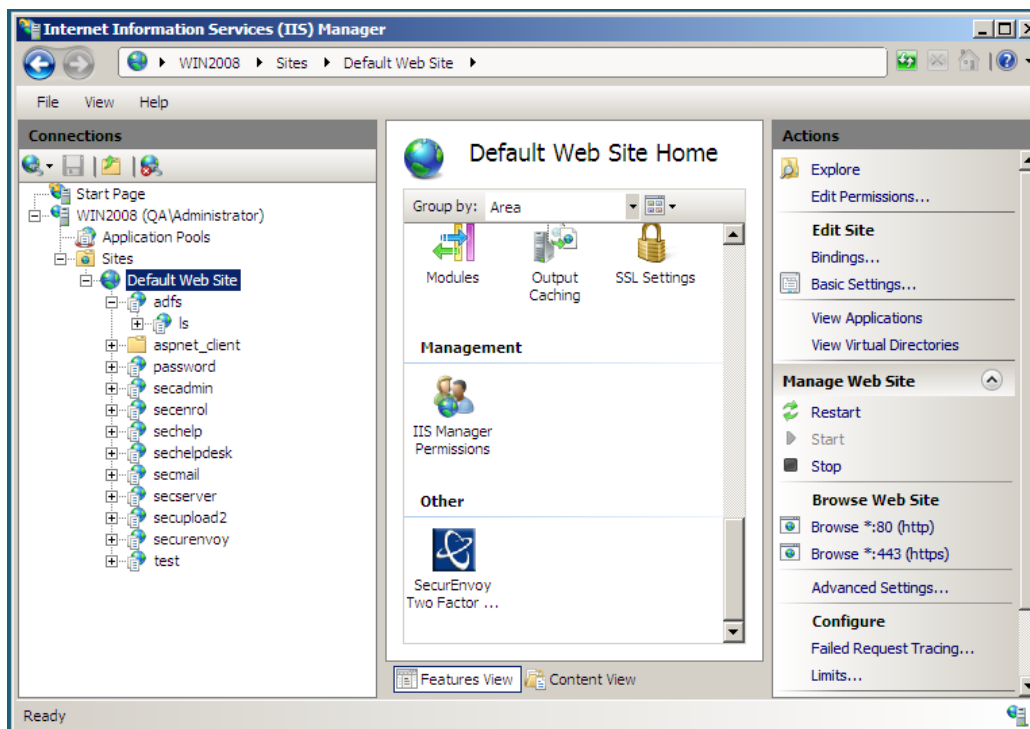 Internet Information Services (IIS) Manager
WIN2008 Sites Default Web Site
File View Help
Connections
Start Page
WIN2008 (QA\Administrator)
Application Pools
Sites
Default Web Site
adfs
ls
aspnet_client
password
secadmin
secenrol
sechelp
sechelpdesk
secmail
secserver
secupload2
securenvoy
test
Default Web Site Home
Group by: Area
Modules
Output
Caching
SSL Settings
Management
IIS Manager
Permissions
Other
SecurEnvoy
Two Factor ...
Features View Content View
Actions
Explore
Edit Permissions...
Edit Site
Bindings...
Basic Settings...
View Applications
View Virtual Directories
Manage Web Site
Restart
Start
Stop
Browse Web Site
Browse *:80 (http)
Browse *:443 (https)
Advanced Settings...
Configure
Failed Request Tracing...
Limits...
Ready